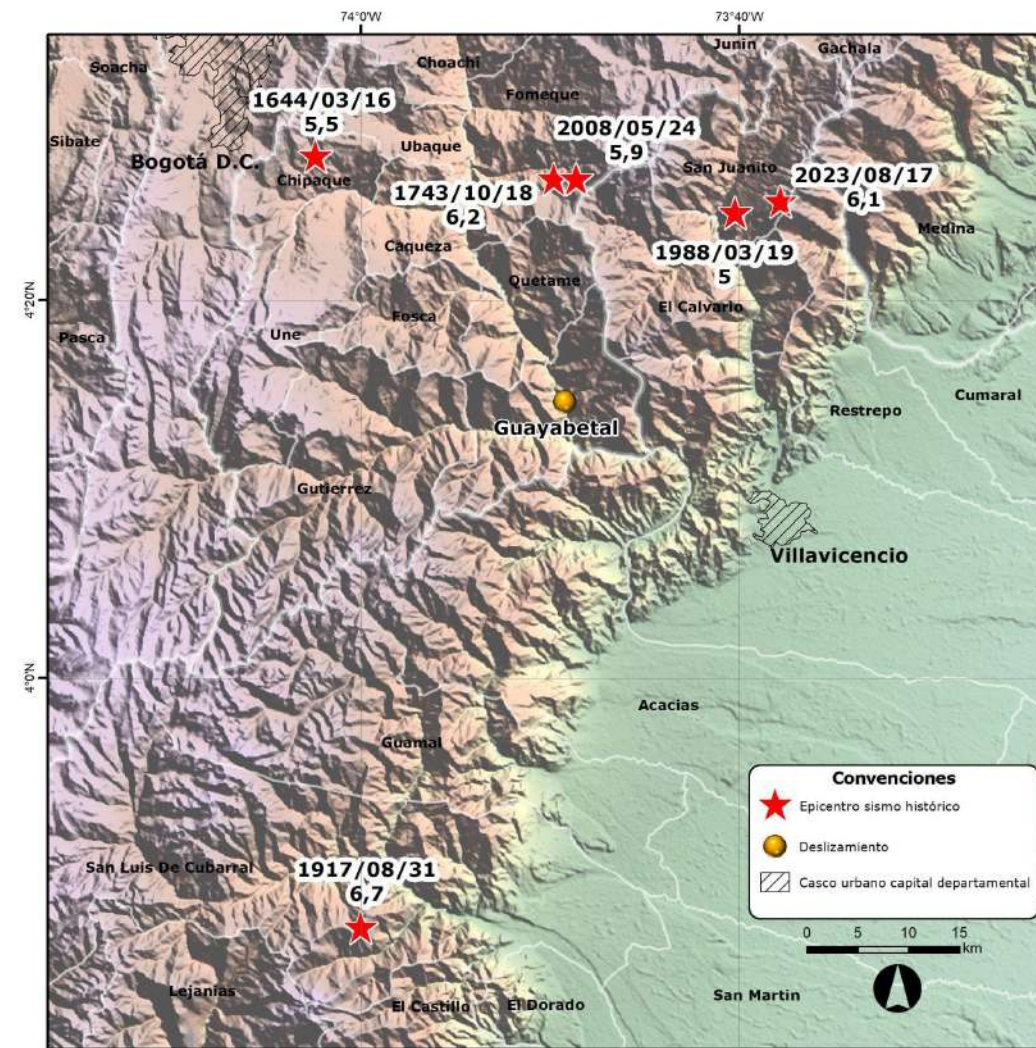 74°0'W
73°40'W
Junin
Gachala
Soacha
Choachi
Fomeque
1644/03/16
5,5
2008/05/24
5,9
Sibate
Ubaque
Bogotá D.C.
Chipaque
San Juanito
2023/08/17
6,1
1743/10/18
6,2
Caqueza
Medina
1988/03/19
5
Quetame
4°20'N
El Calvario
Fosca
Pasca
Une
Cumaral
Restrepo
Guayabetal
Gutierrez
Villavicencio
4°0'N
Acacias
Guamal
Convenciones
Epicentro sismo histórico
Deslizamiento
Casco urbano capital departamental
San Luis De Cubarral
1917/08/31
6,7
0 5 10 15
km
Lejanias
El Castillo
El Dorado
San Martin